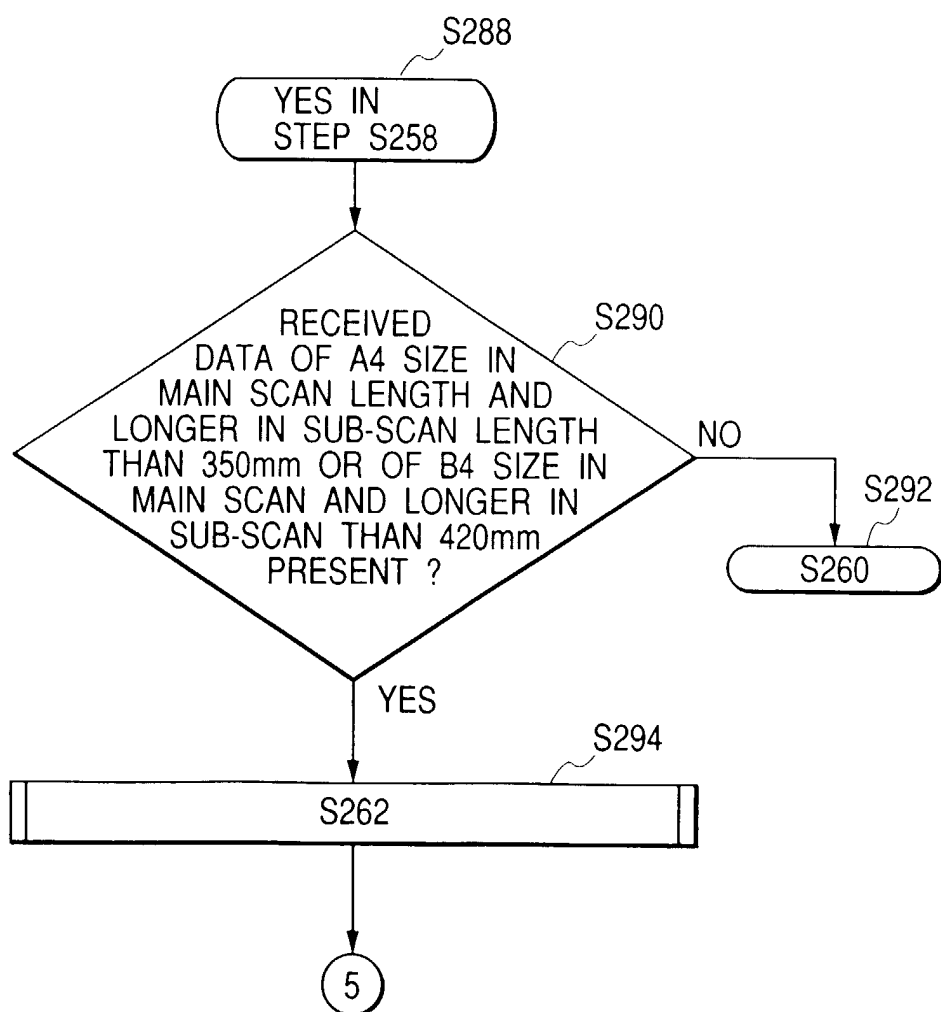 S288
YES IN
STEP S258
S290
RECEIVED
DATA OF A4 SIZE IN
MAIN SCAN LENGTH AND
LONGER IN SUB-SCAN LENGTH
THAN 350mm OR OF B4 SIZE IN
MAIN SCAN AND LONGER IN
SUB-SCAN THAN 420mm
PRESENT ?
NO
S292
S260
YES
S294
S262
5